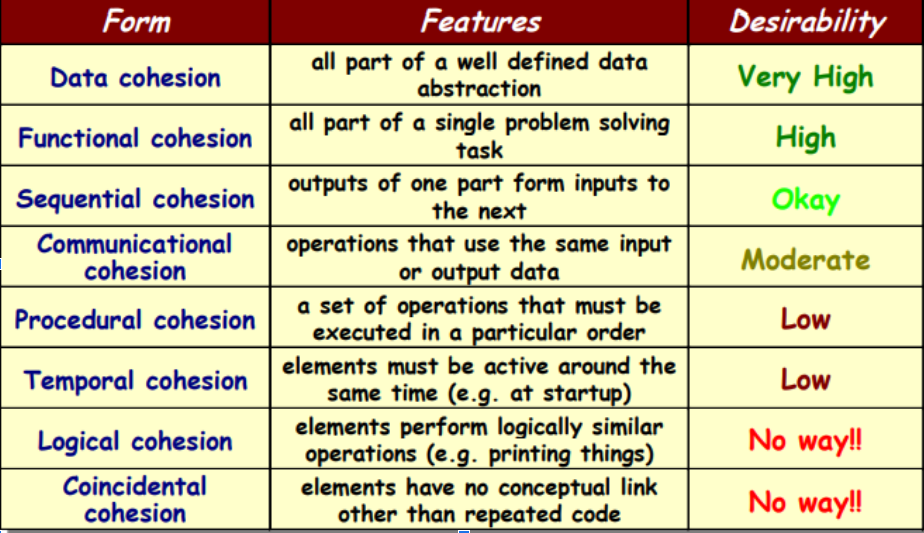 Form Features Desirability
Data cohesion
all part of a well defined data
abstraction
Very High
Functional cohesion
all part of a single problem solving
task
High
Sequential cohesion
outputs of one part form inputs to
the next
Okay
Communicational
cohesion
operations that use the same input
or output data
Moderate
Procedural cohesion
a set of operations that must be
executed in a particular order
Low
Temporal cohesion
elements must be active around the
same time (e.g. at startup)
Low
Logical cohesion
elements perform logically similar
operations (e.g. printing things)
No way!!
Coincidental
cohesion
elements have no conceptual link
other than repeated code
No way!!